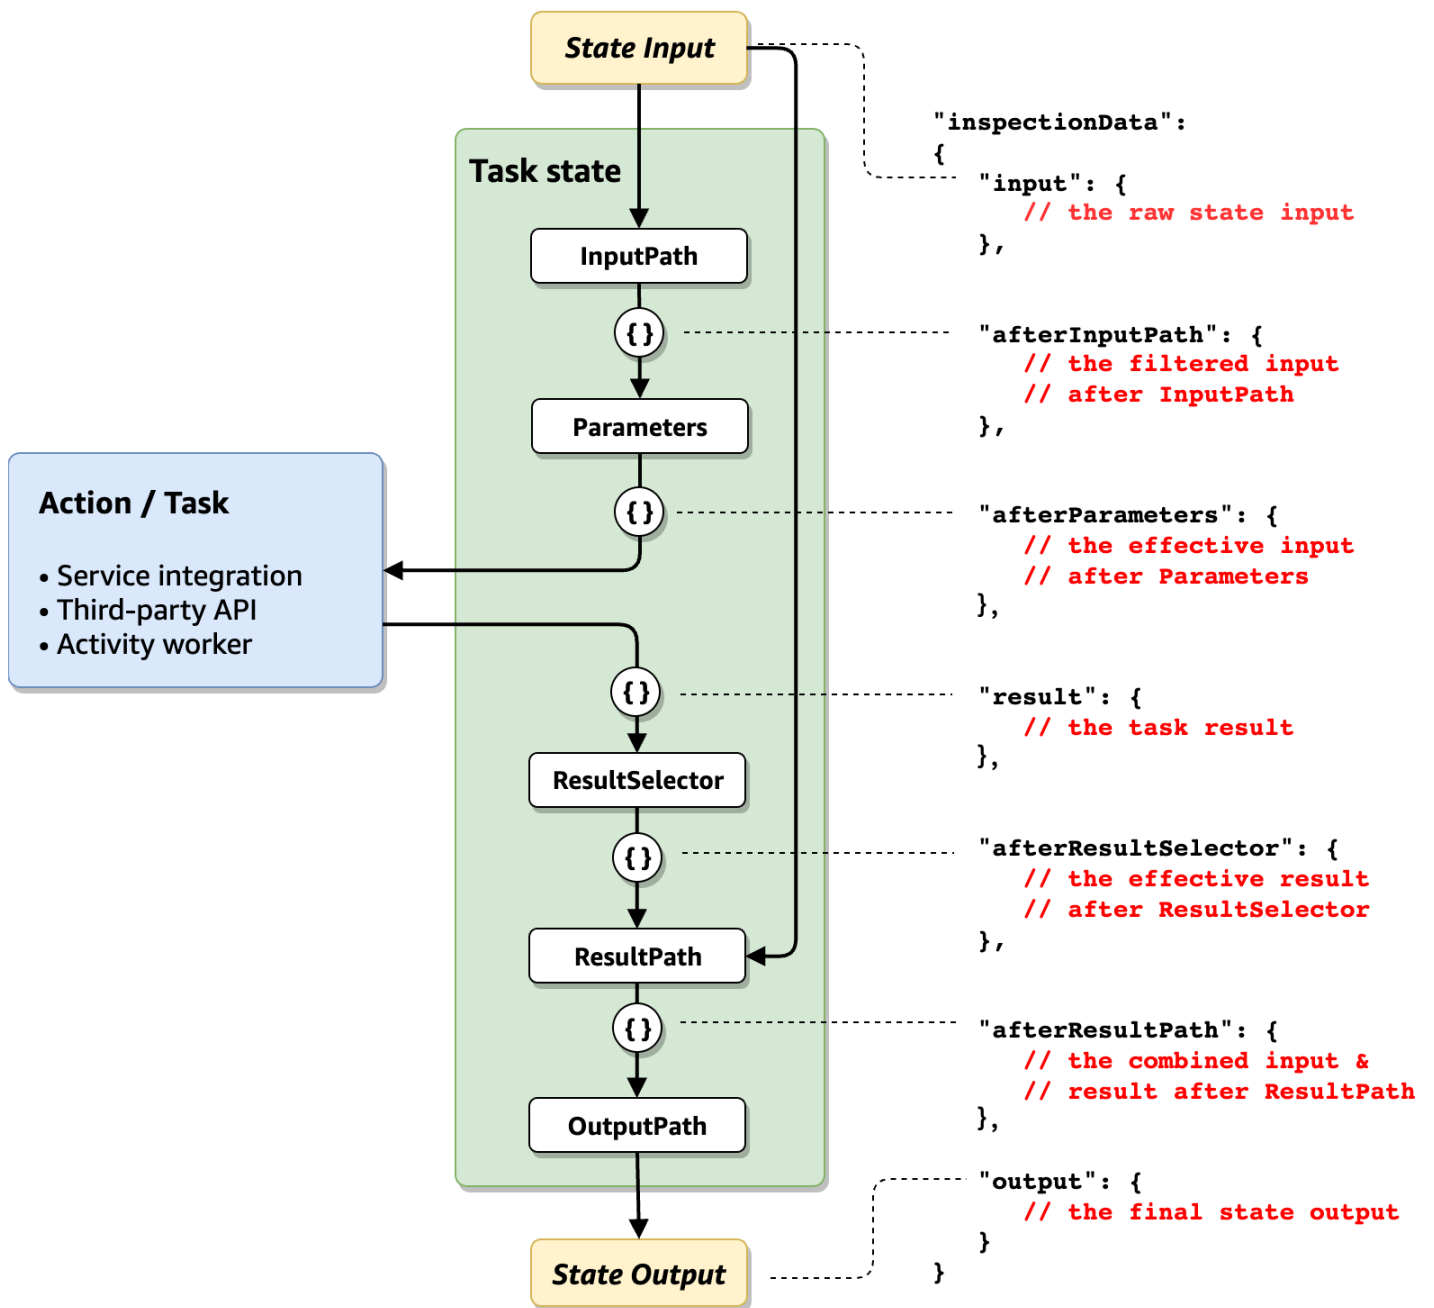 State Input
Task state
InputPath
{ }
Parameters
{ }
Action / Task
• Service integration
• Third-party API
• Activity worker
{ }
ResultSelector
{ }
ResultPath
{ }
OutputPath
State Output
"inspectionData":
{
"input": {
// the raw state input
},
"afterInputPath": {
// the filtered input
// after InputPath
},
"afterParameters": {
// the effective input
// after Parameters
},
"result": {
// the task result
},
"afterResultSelector": {
// the effective result
// after ResultSelector
},
"afterResultPath": {
// the combined input &
// result after ResultPath
},
"output": {
// the final state output
}
}